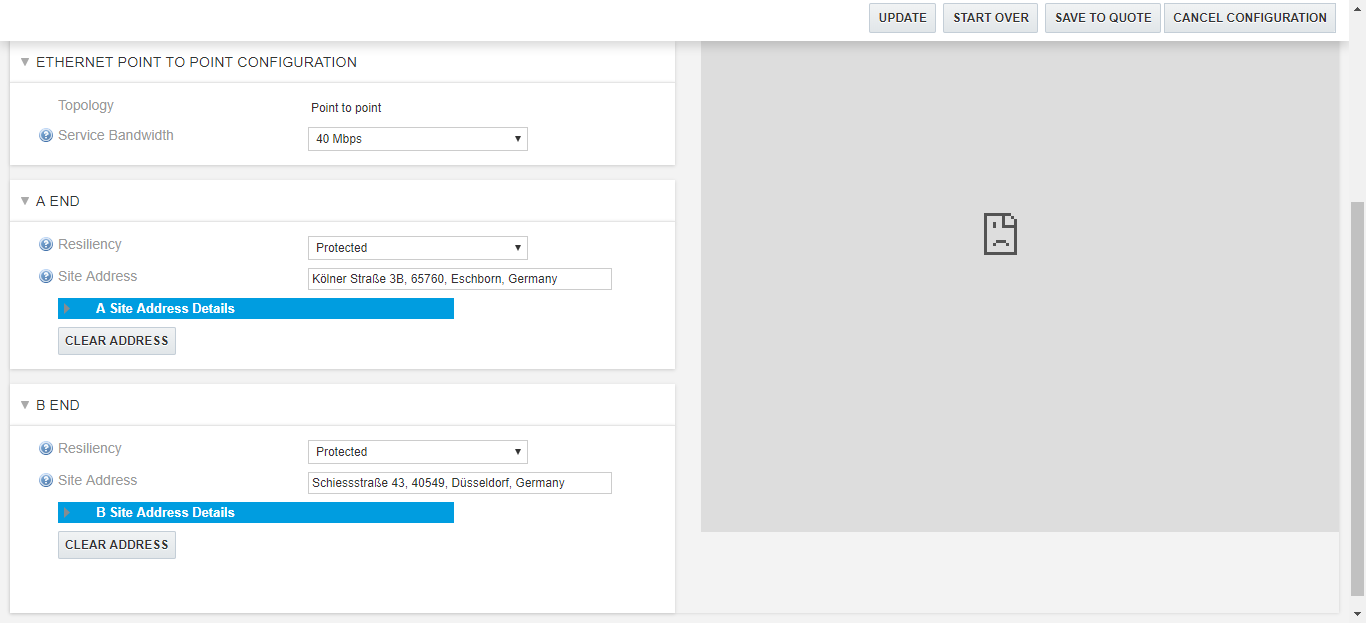 UPDATE START OVER SAVE TO QUOTE CANCEL CONFIGURATION
ETHERNET POINT TO POINT CONFIGURATION
Topology Point to point
Service Bandwidth 40 Mbps
A END
Resiliency Protected
Site Address Kölner Straße 3B, 65760, Eschborn, Germany
A Site Address Details
CLEAR ADDRESS
B END
Resiliency Protected
Site Address Schiessstraße 43, 40549, Düsseldorf, Germany
B Site Address Details
CLEAR ADDRESS